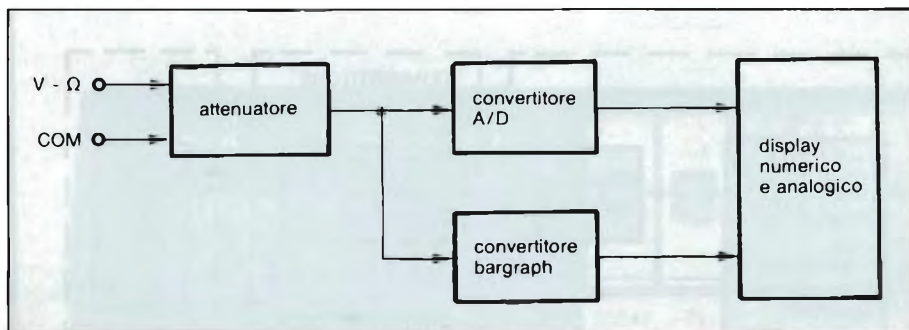 V - Ω
COM
attenuatore
convertitore
A/D
convertitore
bargraph
display
numerico
e analogico